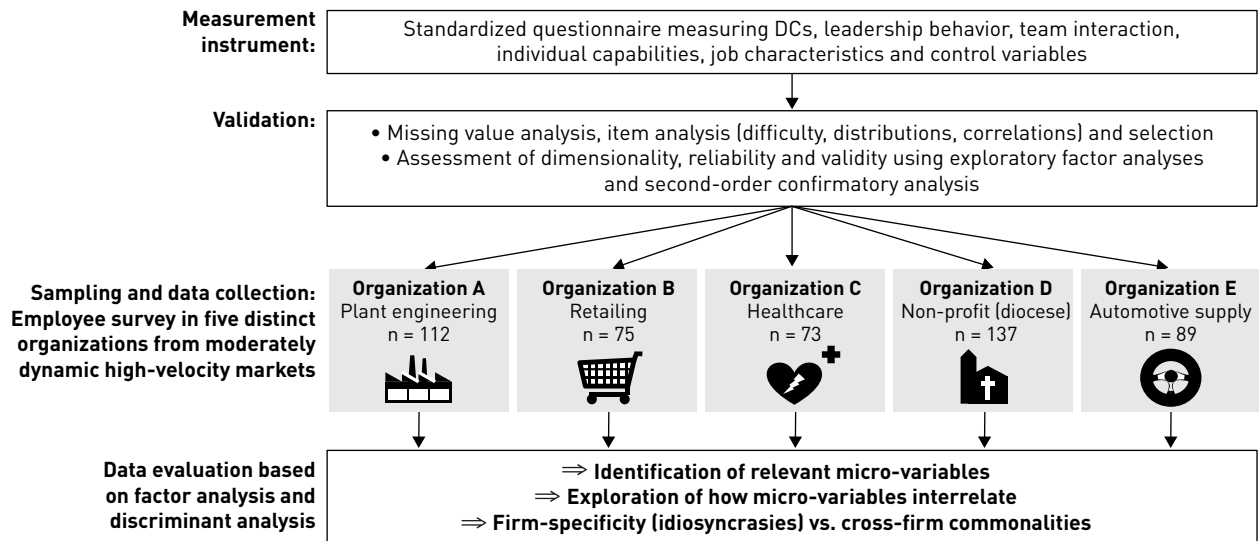 Measurement
instrument:
Standardized questionnaire measuring DCs, leadership behavior, team interaction,
individual capabilities, job characteristics and control variables
Validation:
• Missing value analysis, item analysis (difficulty, distributions, correlations) and selection
• Assessment of dimensionality, reliability and validity using exploratory factor analyses
and second-order confirmatory analysis
Sampling and data collection:
Employee survey in five distinct
organizations from moderately
dynamic high-velocity markets
Organization A
Plant engineering
n = 112
Organization B
Retailing
n = 75
Organization C
Healthcare
n = 73
Organization D
Non-profit (diocese)
n = 137
Organization E
Automotive supply
n = 89
Data evaluation based
on factor analysis and
discriminant analysis
⇒ Identification of relevant micro-variables
⇒ Exploration of how micro-variables interrelate
⇒ Firm-specificity (idiosyncrasies) vs. cross-firm commonalities